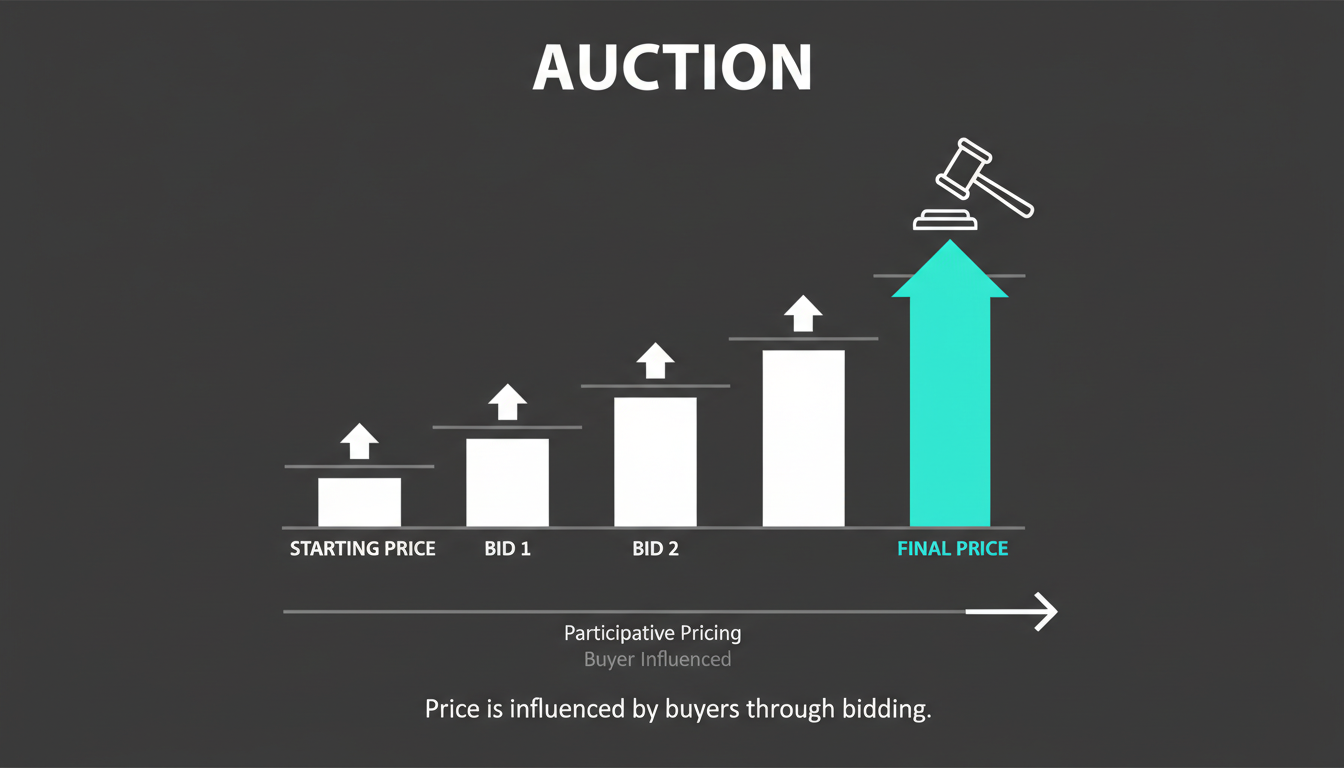 AUCTION
STARTING PRICE
BID 1
BID 2
FINAL PRICE
Participative Pricing
Buyer Influenced
Price is influenced by buyers through bidding.